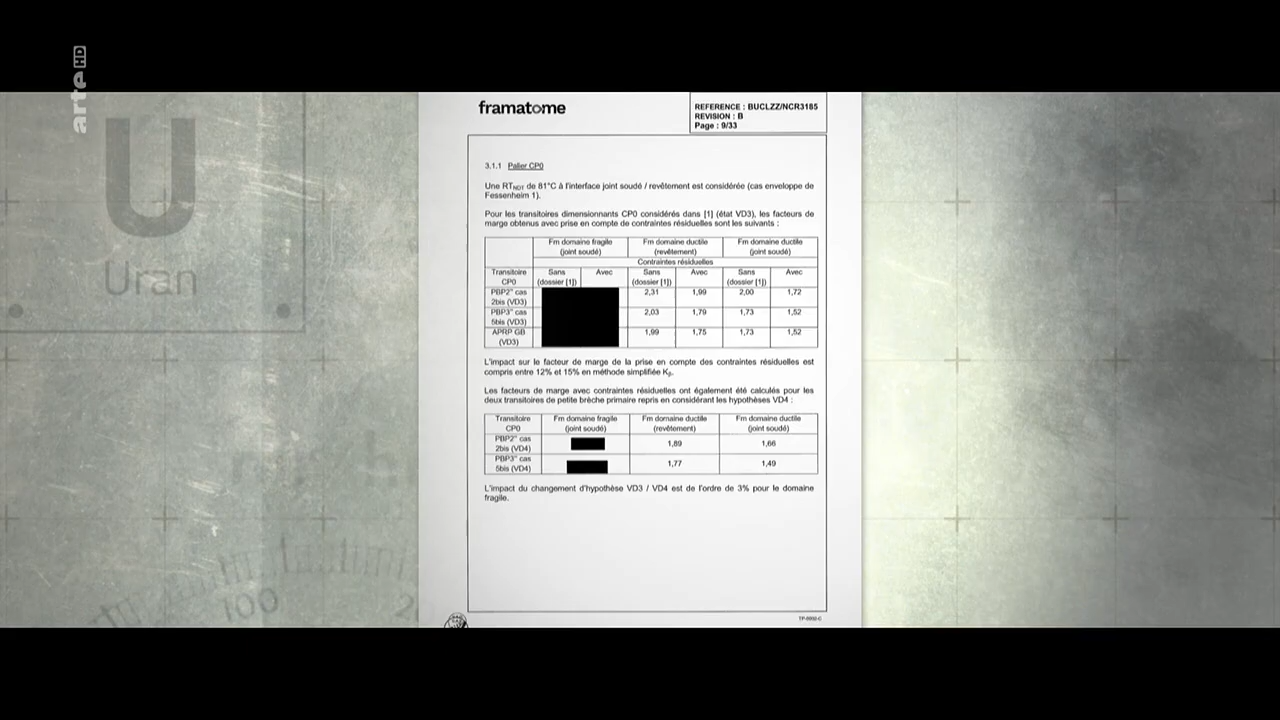 arte HD
U
Uran
100
framatome
REFERENCE : BUCLZZ/NCR3185
REVISION : B
Page : 9/33
3.1.1 Palier CP0
Une RTNDT de 81°C à l'interface joint soudé / revêtement est considérée (cas enveloppe de
Fessenheim 1).
Pour les transitoires dimensionnants CP0 considérés dans [1] (état VD3), les facteurs de
marge obtenus avec prise en compte de contraintes résiduelles sont les suivants :
Fm domaine fragile Fm domaine ductile Fm domaine ductile
(joint soudé) (revêtement) (joint soudé)
Contraintes résiduelles
Transitoire Sans Avec Sans Avec Sans Avec
CP0 (dossier [1]) (dossier [1]) (dossier [1])
PBP2" cas 2,31 1,99 2,00 1,72
2bis (VD3)
PBP3" cas 2,03 1,79 1,73 1,52
5bis (VD3)
APRP GB 1,99 1,75 1,73 1,52
(VD3)
L'impact sur le facteur de marge de la prise en compte des contraintes résiduelles est
compris entre 12% et 15% en méthode simplifiée Kβ.
Les facteurs de marge avec contraintes résiduelles ont également été calculés pour les
deux transitoires de petite brèche primaire repris en considérant les hypothèses VD4 :
Transitoire Fm domaine fragile Fm domaine ductile Fm domaine ductile
CP0 (joint soudé) (revêtement) (joint soudé)
PBP2" cas 1,89 1,66
2bis (VD4)
PBP3" cas 1,77 1,49
5bis (VD4)
L'impact du changement d'hypothèse VD3 / VD4 est de l'ordre de 3% pour le domaine
fragile.